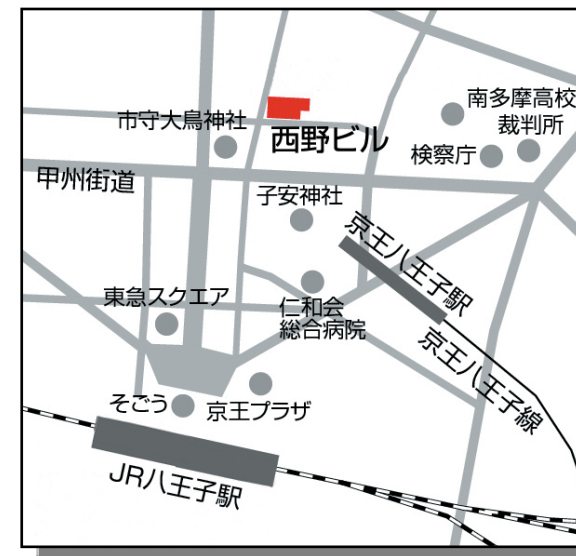 南多摩高校
裁判所
市守大鳥神社
西野ビル
検察庁
甲州街道
子安神社
京王八王子駅
東急スクエア
仁和会
総合病院
京王八王子線
そごう
京王プラザ
JR八王子駅